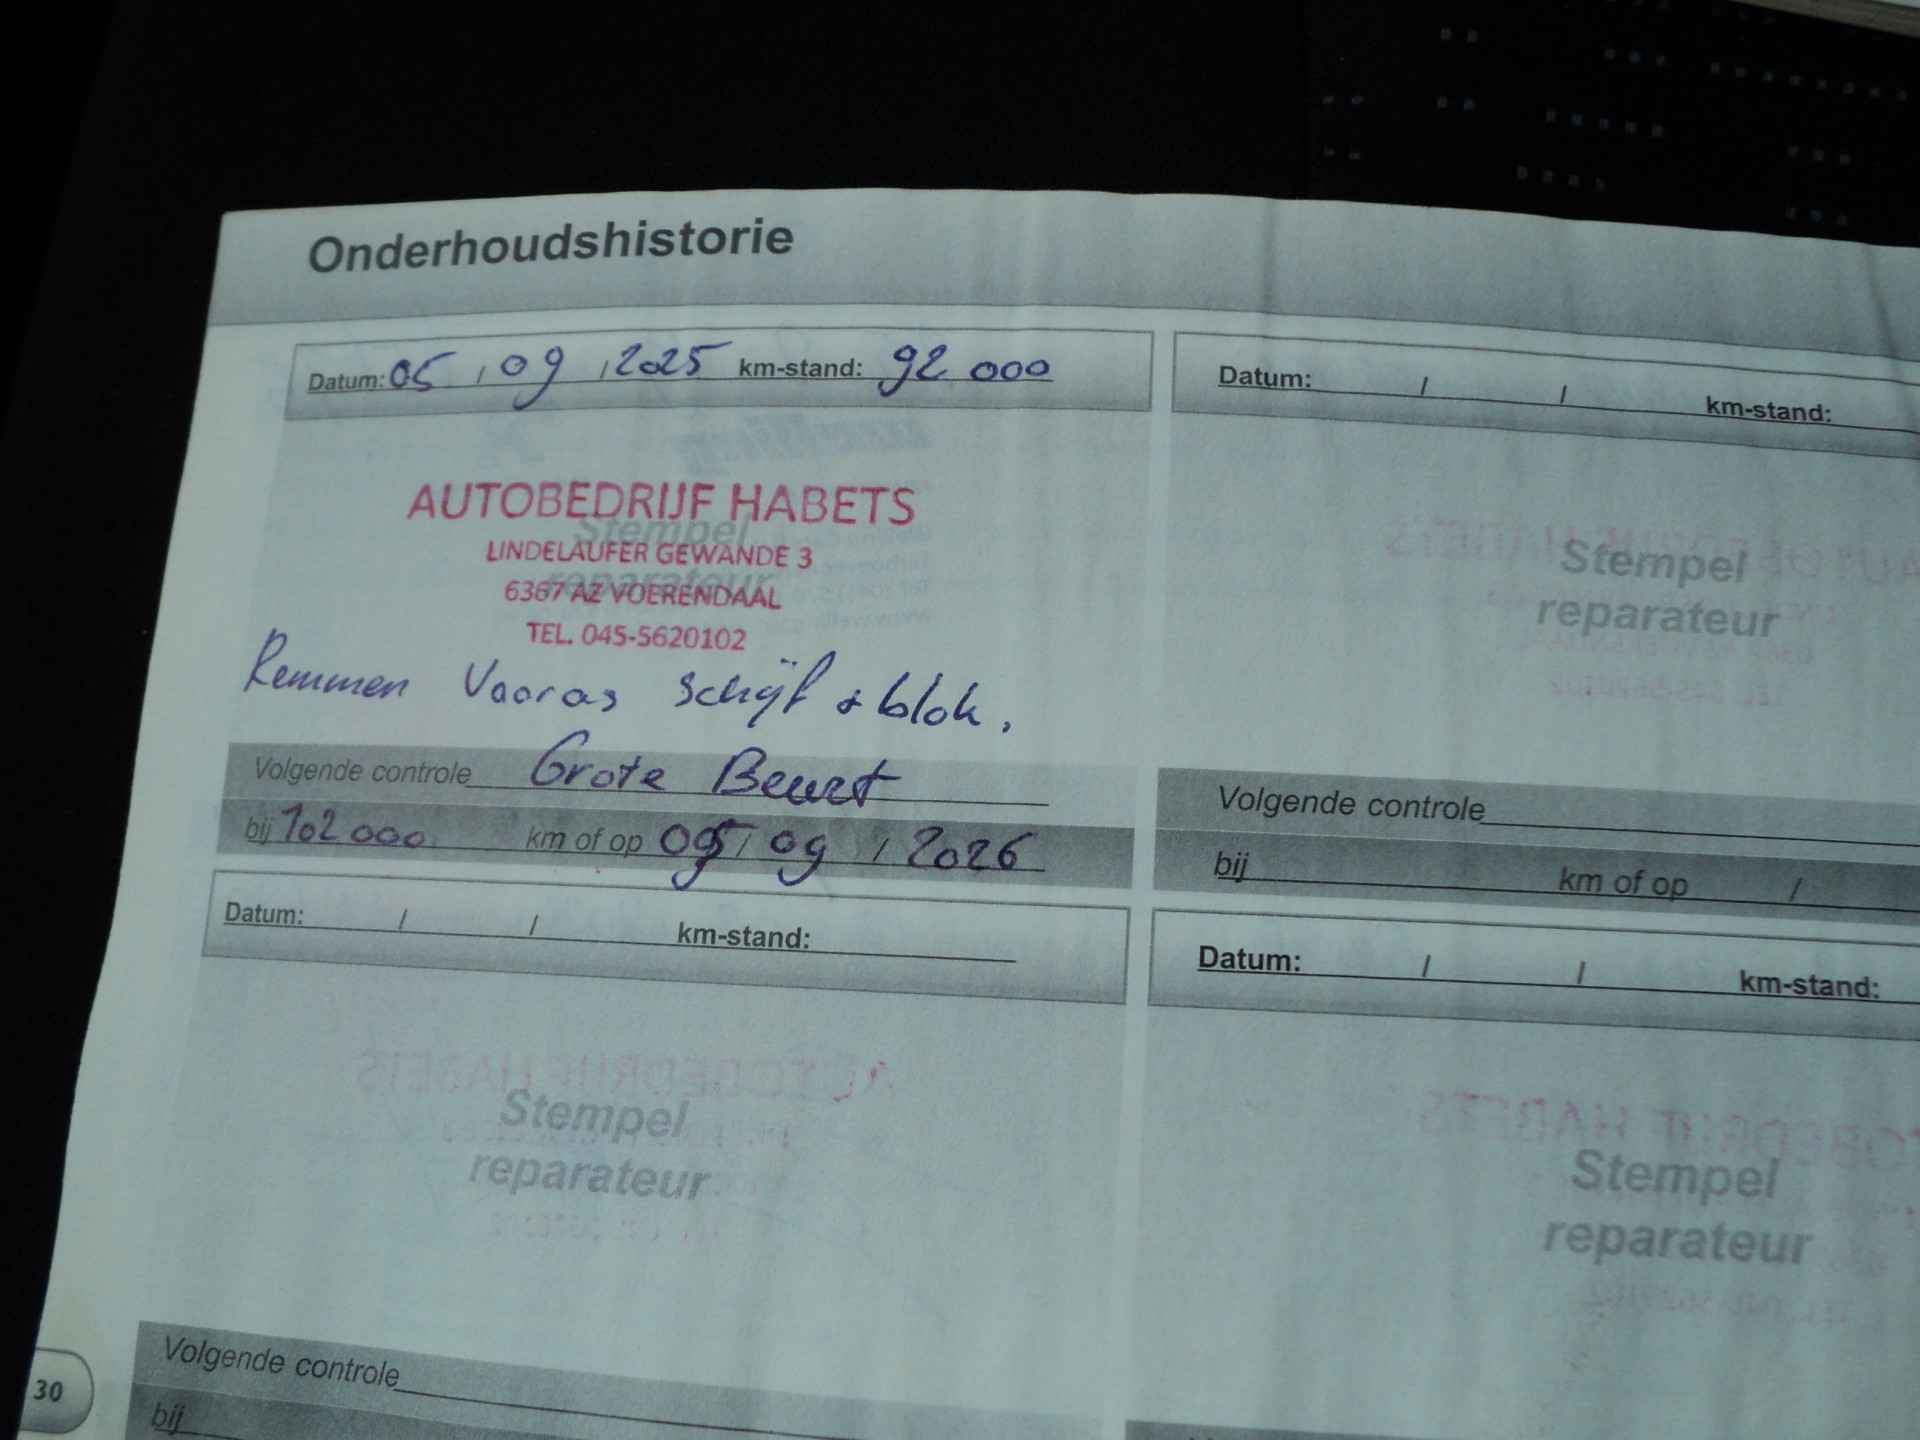 Onderhoudshistorie
Datum: 05 / 09 / 2025 km-stand: 92 000
AUTOBEDRIJF HABETS
Stempel
LINDELAUFER GEWANDE 3
reparateur
6367 AZ VOERENDAAL
TEL. 045-5620102
Remmen Vooras schijf + blok.
Volgende controle Grote Beurt
bij 102 000 km of op 05 / 09 / 2026
Datum: / / km-stand:
Stempel
reparateur
Volgende controle
bij km of op /
Datum: / / km-stand:
Stempel
reparateur
Volgende controle
bij
Datum: / / km-stand:
Stempel
reparateur
30